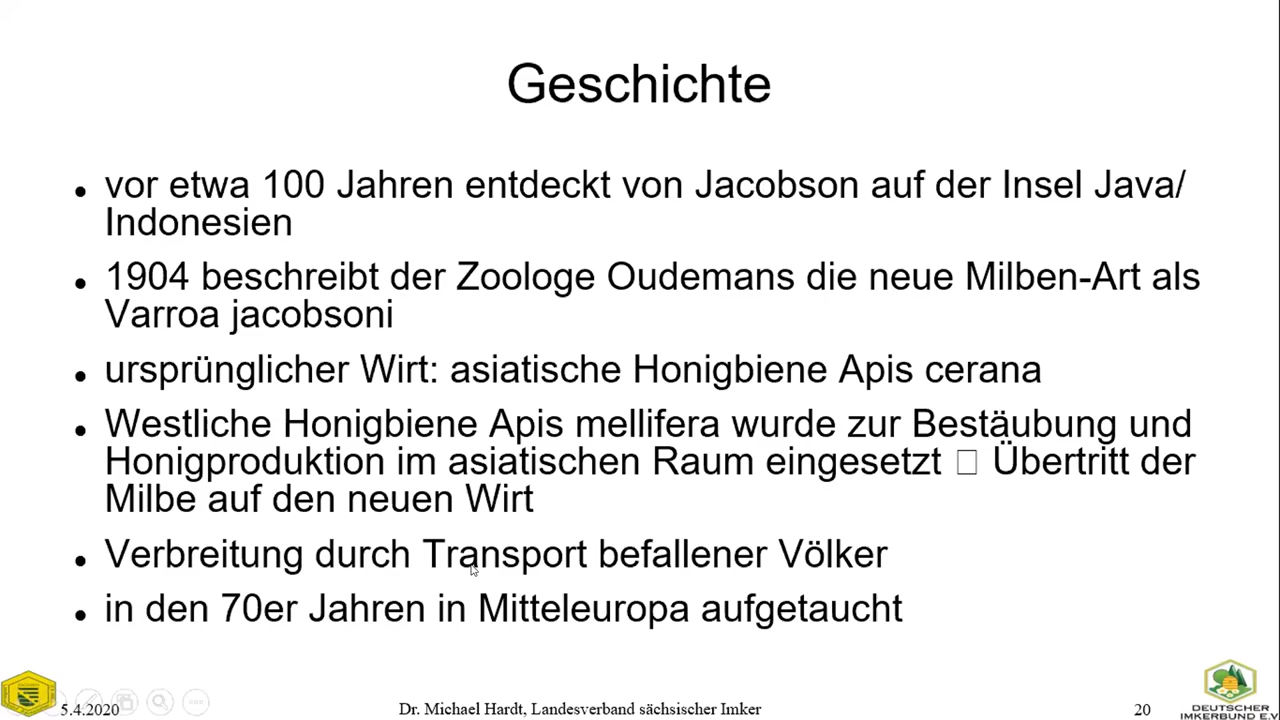 Geschichte
• vor etwa 100 Jahren entdeckt von Jacobson auf der Insel Java/
Indonesien
• 1904 beschreibt der Zoologe Oudemans die neue Milben-Art als
Varroa jacobsoni
• ursprünglicher Wirt: asiatische Honigbiene Apis cerana
• Westliche Honigbiene Apis mellifera wurde zur Bestäubung und
Honigproduktion im asiatischen Raum eingesetzt □ Übertritt der
Milbe auf den neuen Wirt
• Verbreitung durch Transport befallener Völker
• in den 70er Jahren in Mitteleuropa aufgetaucht
5.4.2020
Dr. Michael Hardt, Landesverband sächsischer Imker
20
DEUTSCHER
IMKERBUND E.V